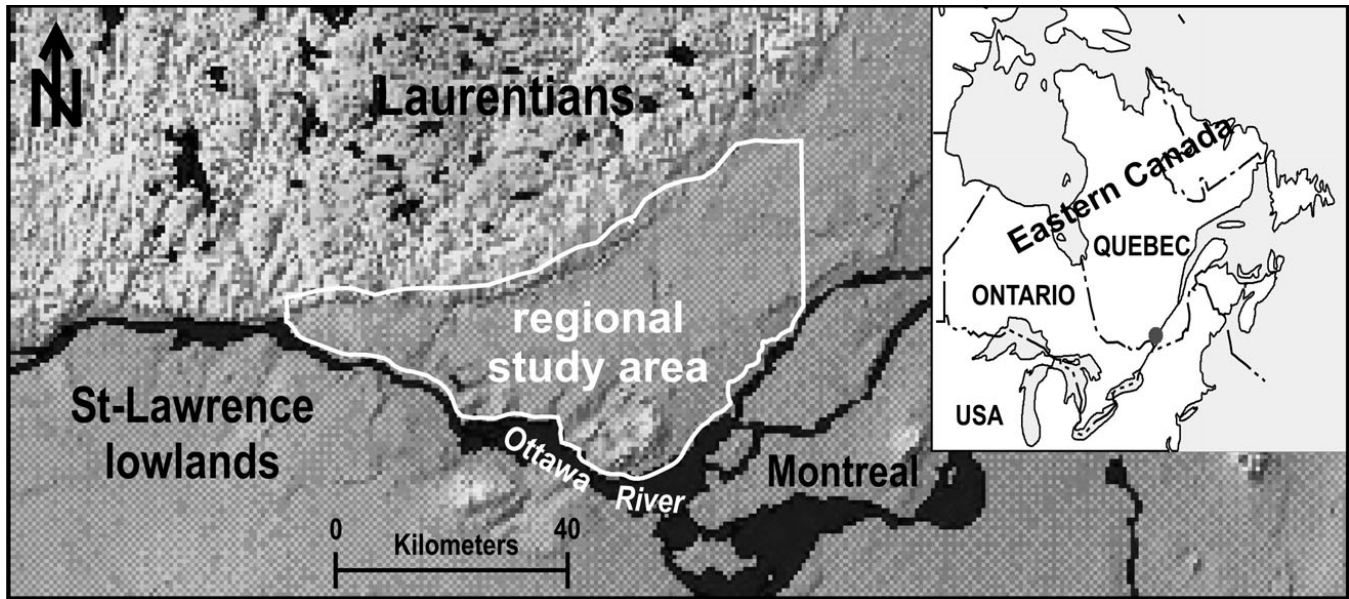 N
Laurentians
regional
study area
St-Lawrence
lowlands
Ottawa
River
Montreal
0 40
Kilometers
Eastern Canada
QUEBEC
ONTARIO
USA